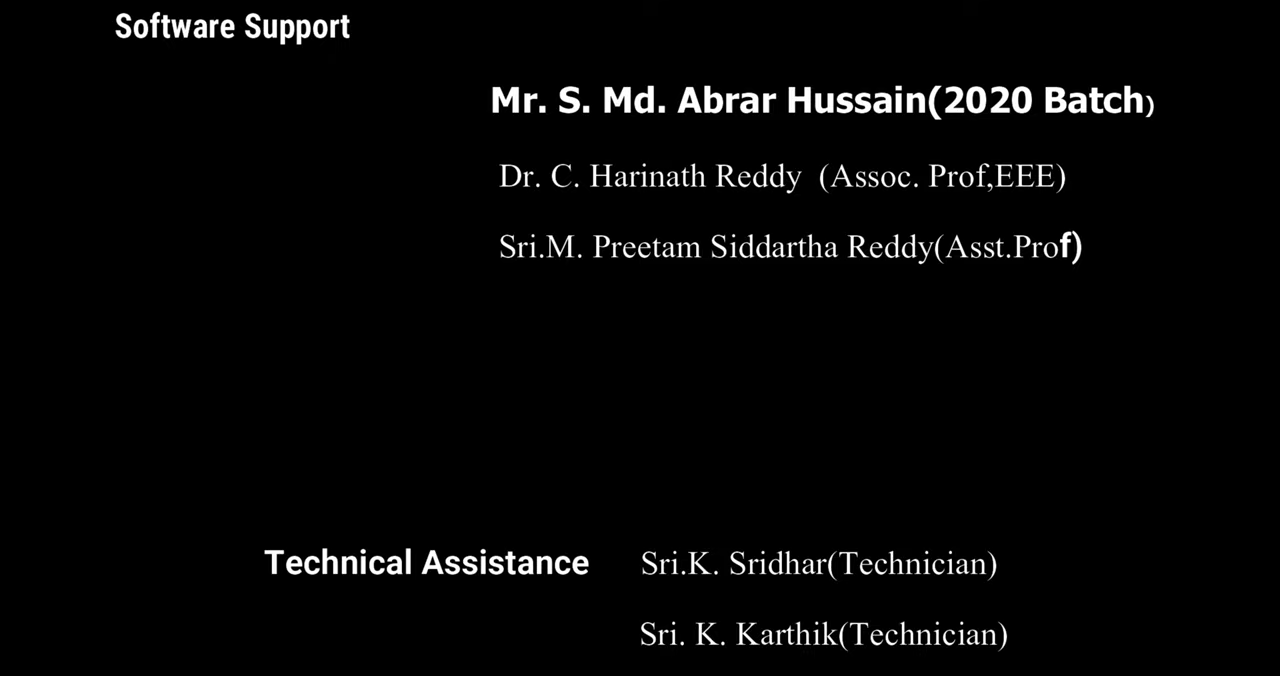 Software Support
Mr. S. Md. Abrar Hussain(2020 Batch)
Dr. C. Harinath Reddy  (Assoc. Prof,EEE)
Sri.M. Preetam Siddartha Reddy(Asst.Prof)
Technical Assistance   Sri.K. Sridhar(Technician)
Sri. K. Karthik(Technician)